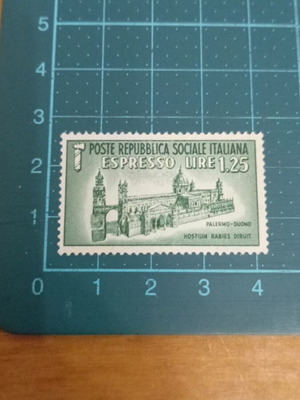 5
4
3
2
1
0
POSTE REPUBBLICA SOCIALE ITALIANA
ESPRESSO LIRE 1,25
PALERMO-DUOMO
HOSTIUM RABIES DIRUIT
0 1 2 3 4